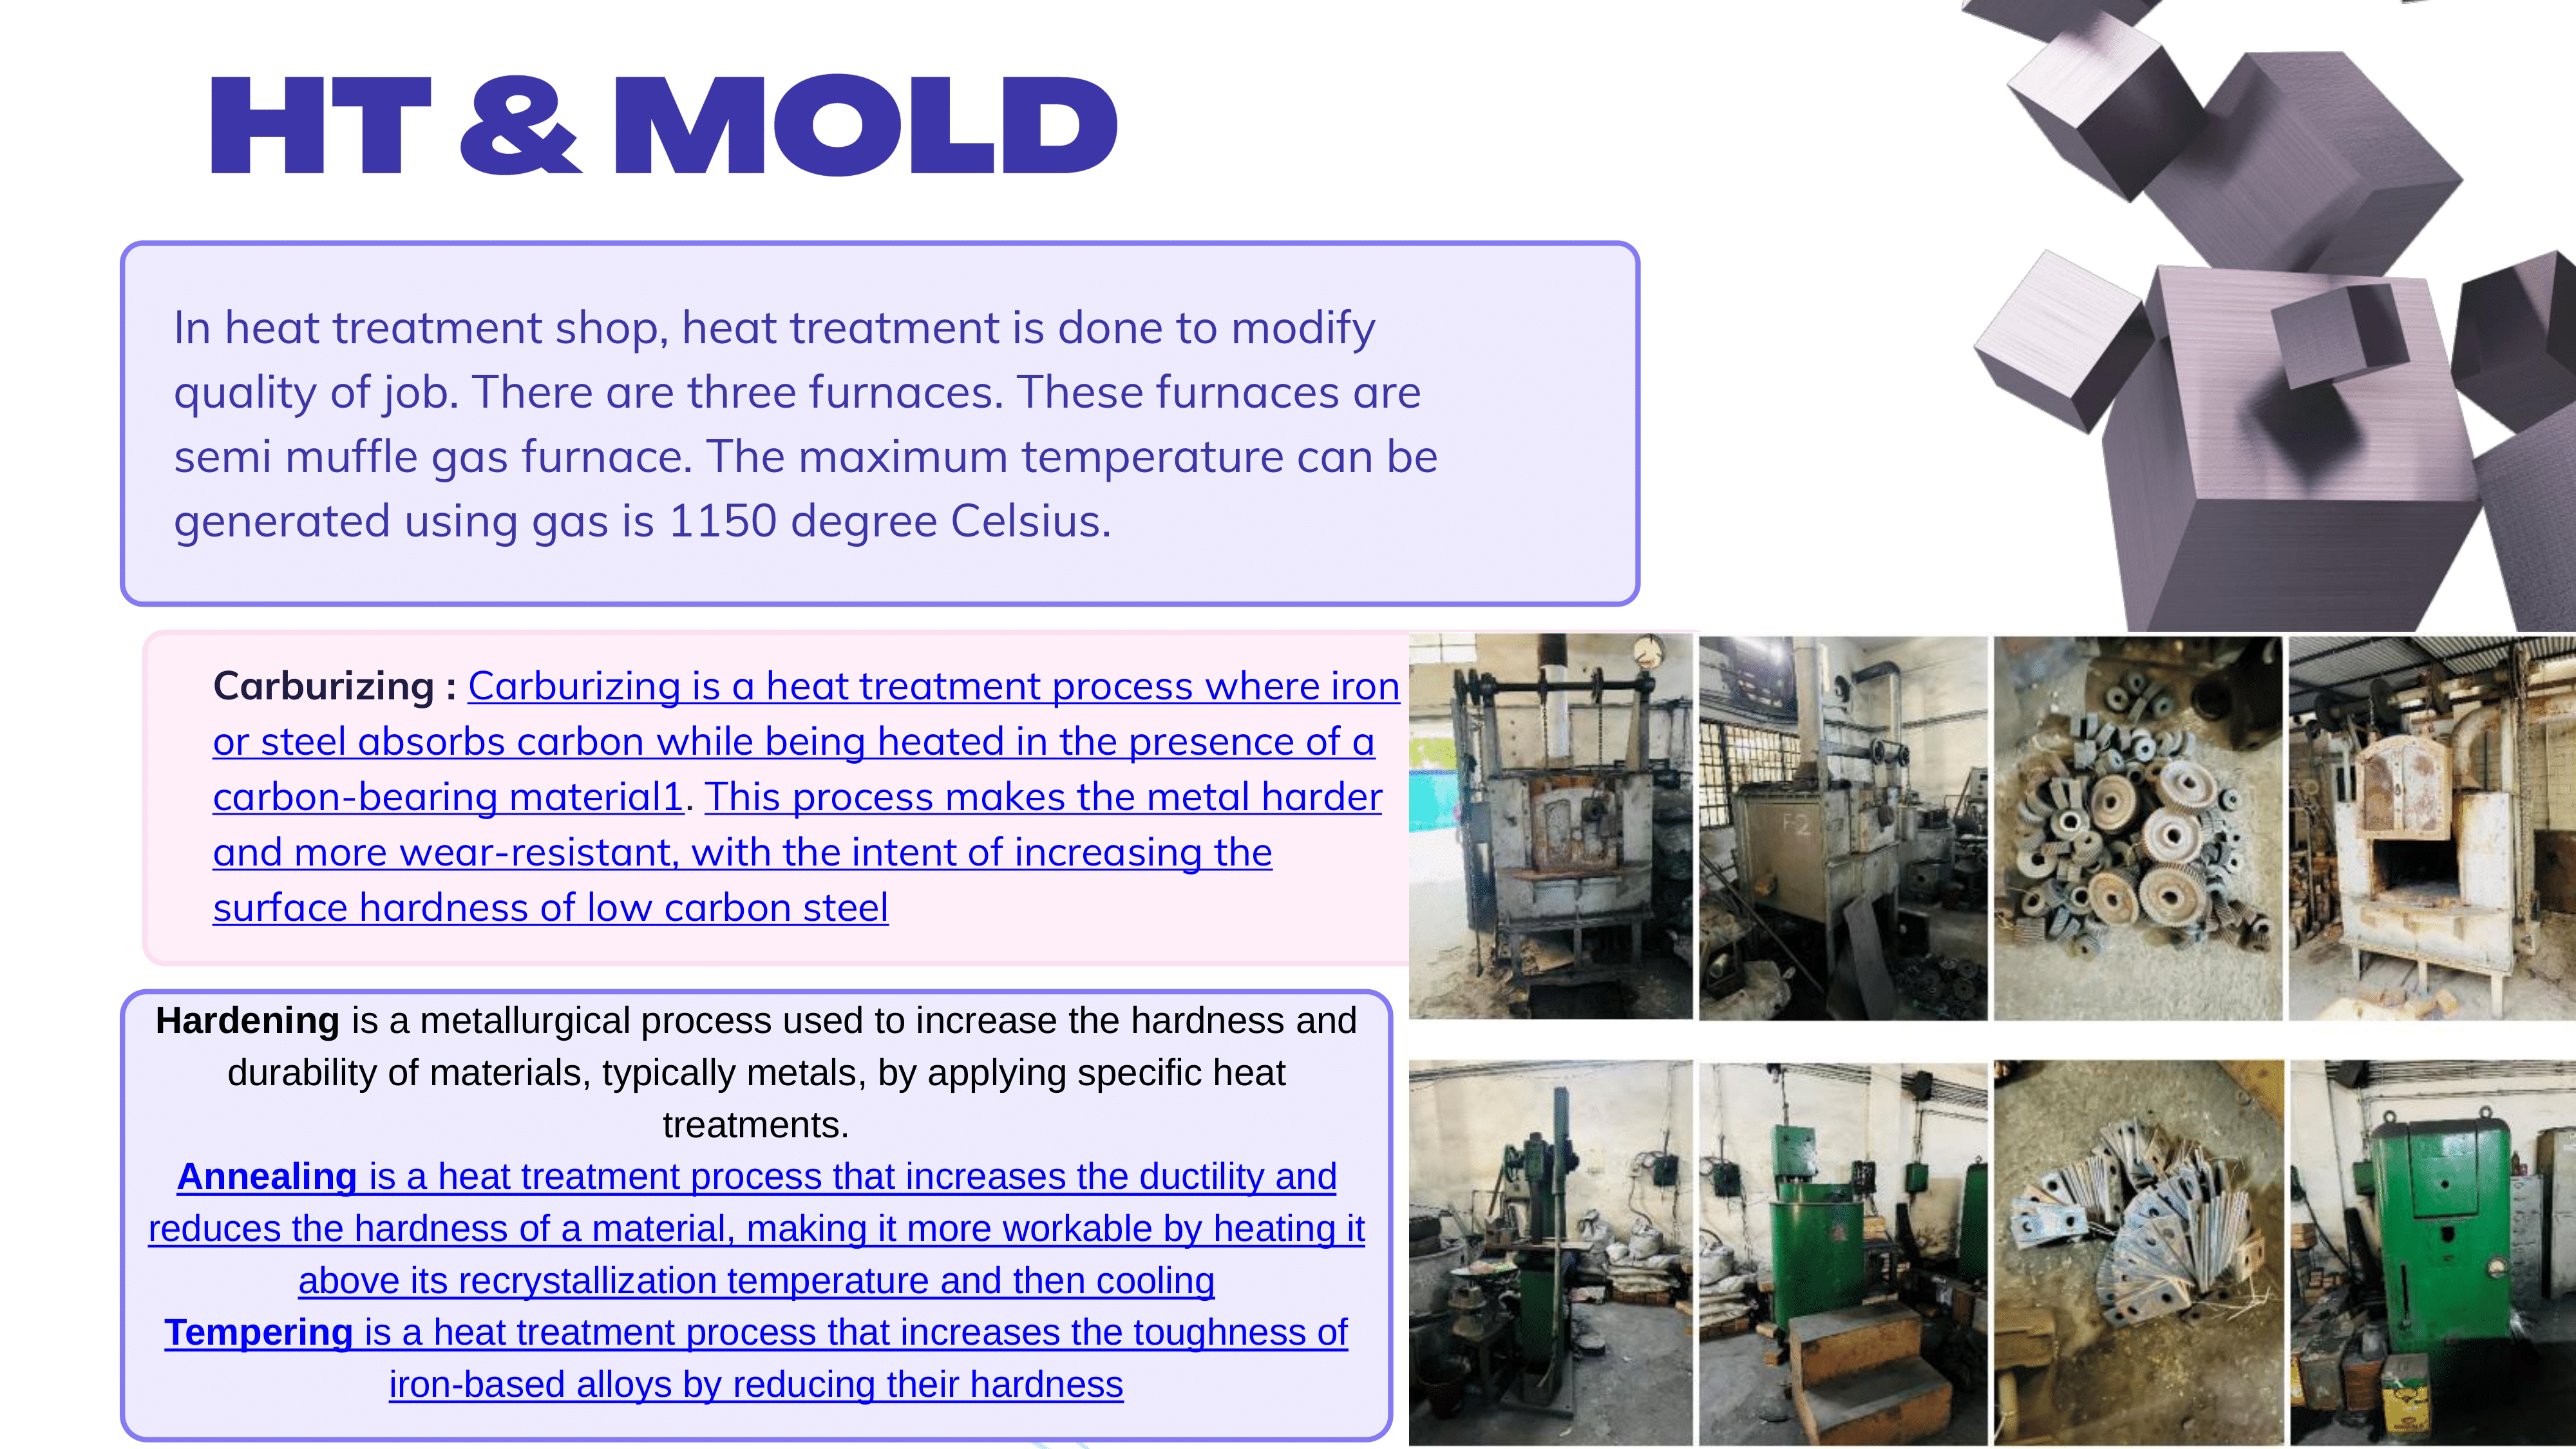 HT & MOLD
In heat treatment shop, heat treatment is done to modify
quality of job. There are three furnaces. These furnaces are
semi muffle gas furnace. The maximum temperature can be
generated using gas is 1150 degree Celsius.
Carburizing : Carburizing is a heat treatment process where iron
or steel absorbs carbon while being heated in the presence of a
carbon-bearing material1. This process makes the metal harder
and more wear-resistant, with the intent of increasing the
surface hardness of low carbon steel
F2
Hardening is a metallurgical process used to increase the hardness and
durability of materials, typically metals, by applying specific heat
treatments.
Annealing is a heat treatment process that increases the ductility and
reduces the hardness of a material, making it more workable by heating it
above its recrystallization temperature and then cooling
Tempering is a heat treatment process that increases the toughness of
iron-based alloys by reducing their hardness